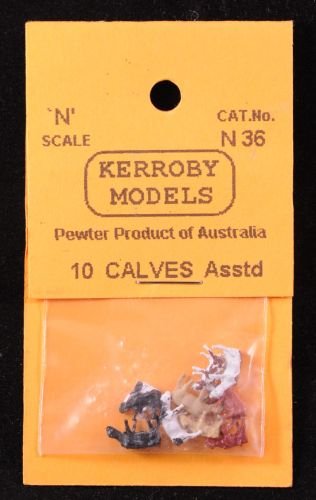 'N' CAT.No.
SCALE N 36
KERROBY
MODELS
Pewter Product of Australia
10 CALVES Asstd